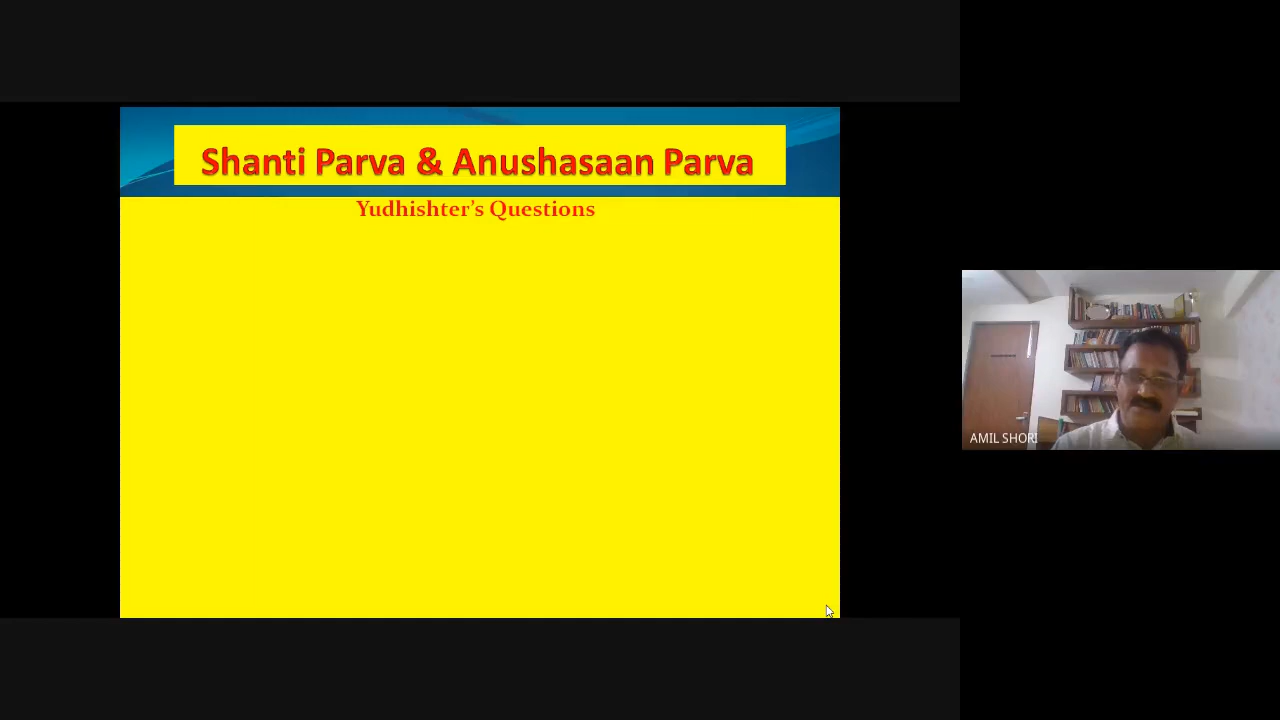 Shanti Parva & Anushasaan Parva
Yudhishter’s Questions
AMIL SHORI